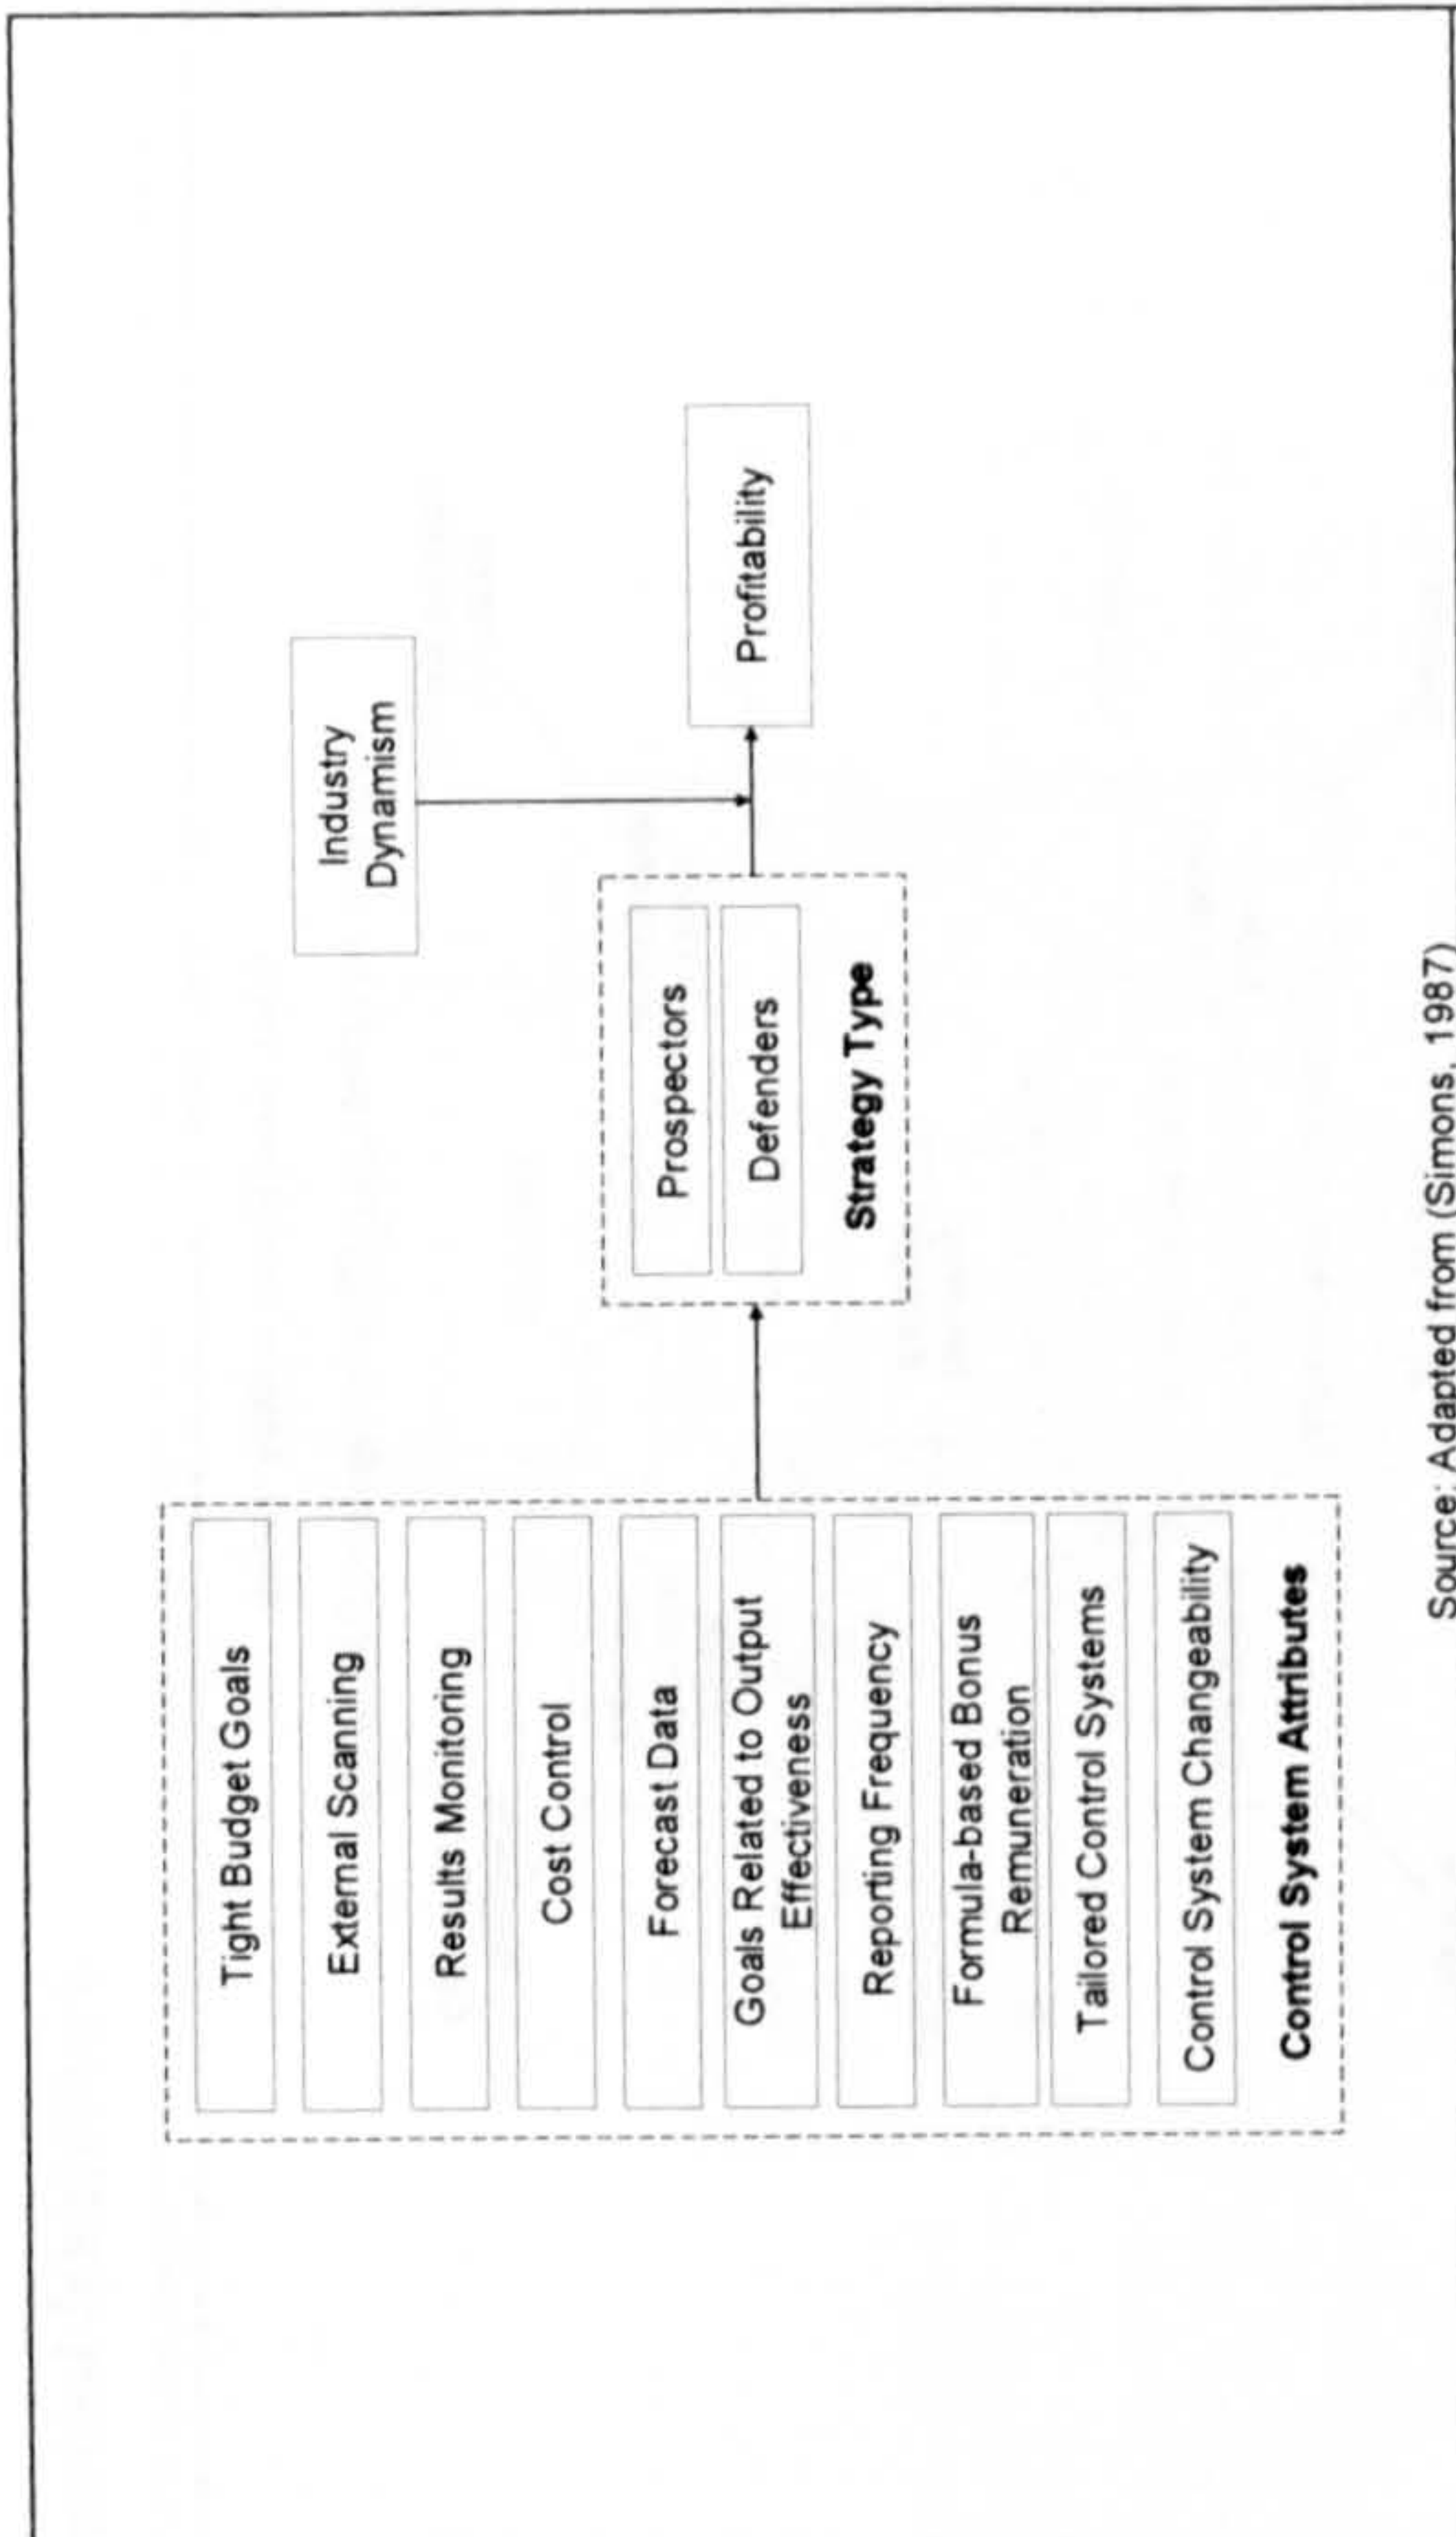 Tight Budget Goals
External Scanning
Results Monitoring
Cost Control
Forecast Data
Goals Related to Output
Effectiveness
Reporting Frequency
Formula-based Bonus
Remuneration
Tailored Control Systems
Control System Changeability
Control System Attributes
Prospectors
Defenders
Strategy Type
Industry
Dynamism
Profitability
Source: Adapted from (Simons, 1987)